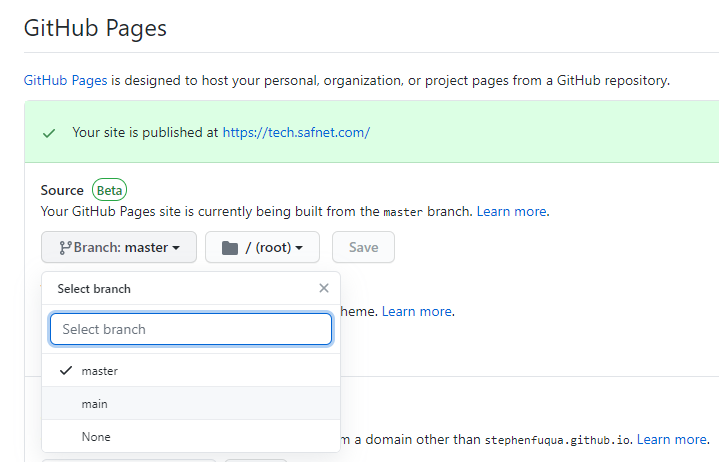 GitHub Pages
GitHub Pages is designed to host your personal, organization, or project pages from a GitHub repository.
Your site is published at https://tech.safnet.com/
Source Beta
Your GitHub Pages site is currently being built from the master branch. Learn more.
Branch: master / (root) Save
Select branch
heme. Learn more.
Select branch
master
main
None
m a domain other than stephenfuqua.github.io. Learn more.